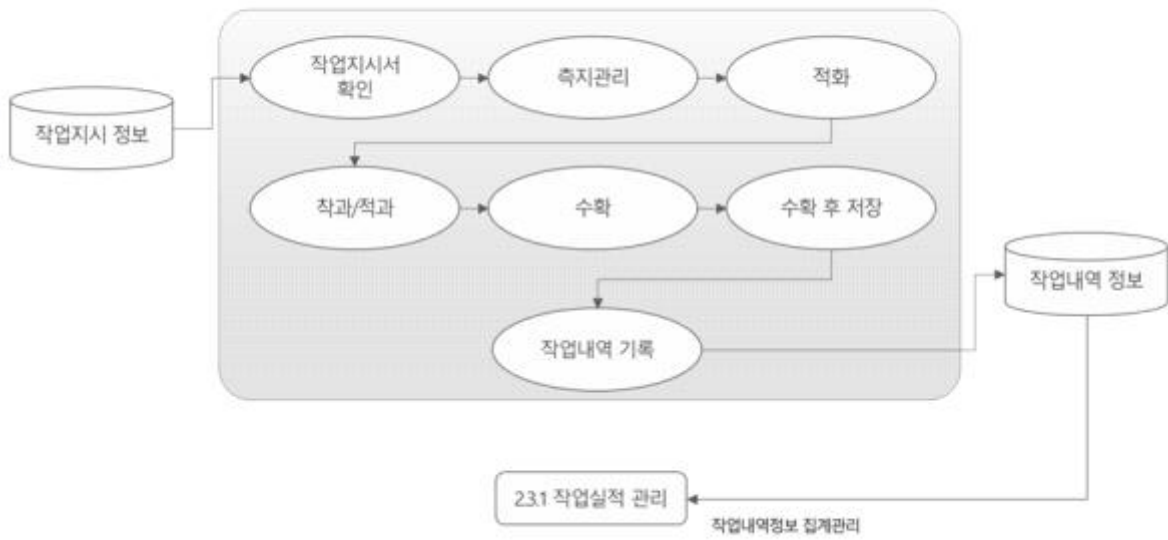 작업지시서
확인
측지관리
적화
작업지시 정보
착과/적과
수확
수확 후 저장
작업내역 정보
작업내역 기록
2.3.1 작업실적 관리
작업내역정보 집계관리